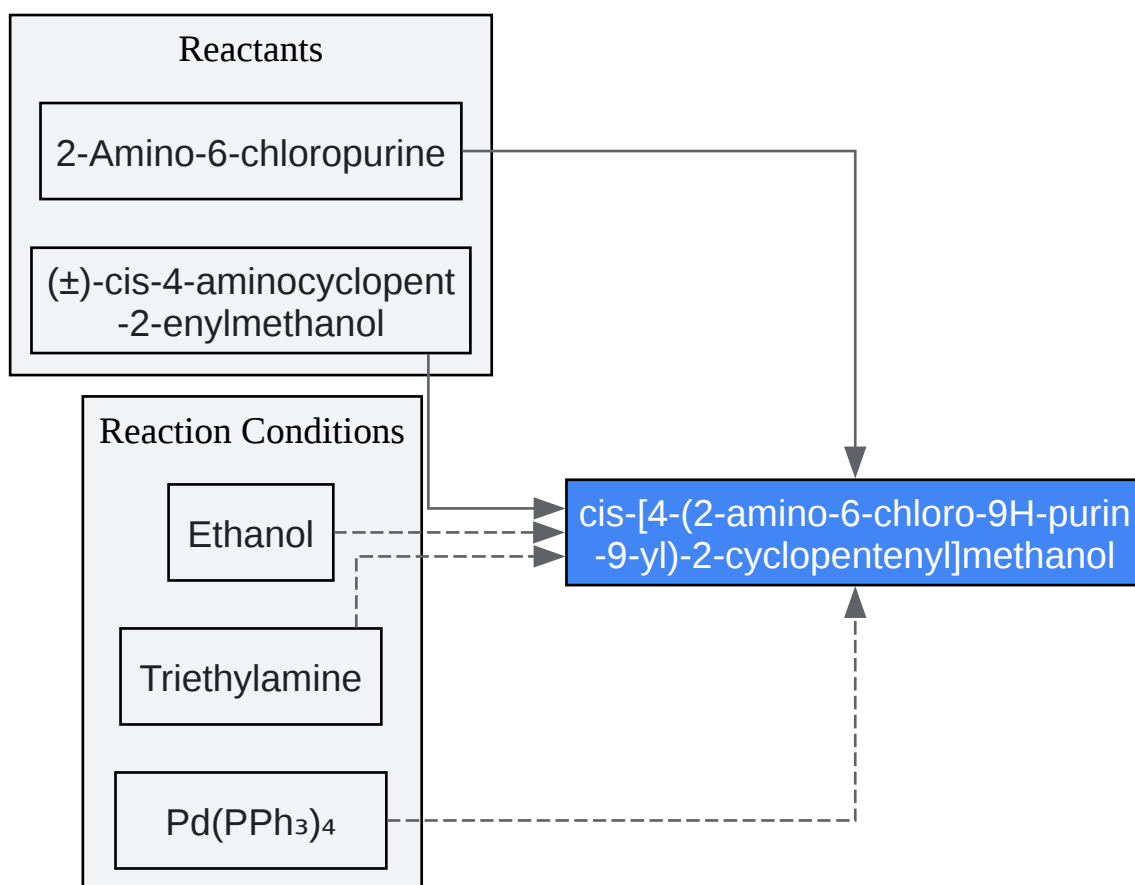 Reactants
2-Amino-6-chloropurine
(±)-cis-4-aminocyclopent
-2-enylmethanol
Reaction Conditions
Ethanol
Triethylamine
Pd(PPh₃)₄
cis-[4-(2-amino-6-chloro-9H-purin
-9-yl)-2-cyclopentenyl]methanol